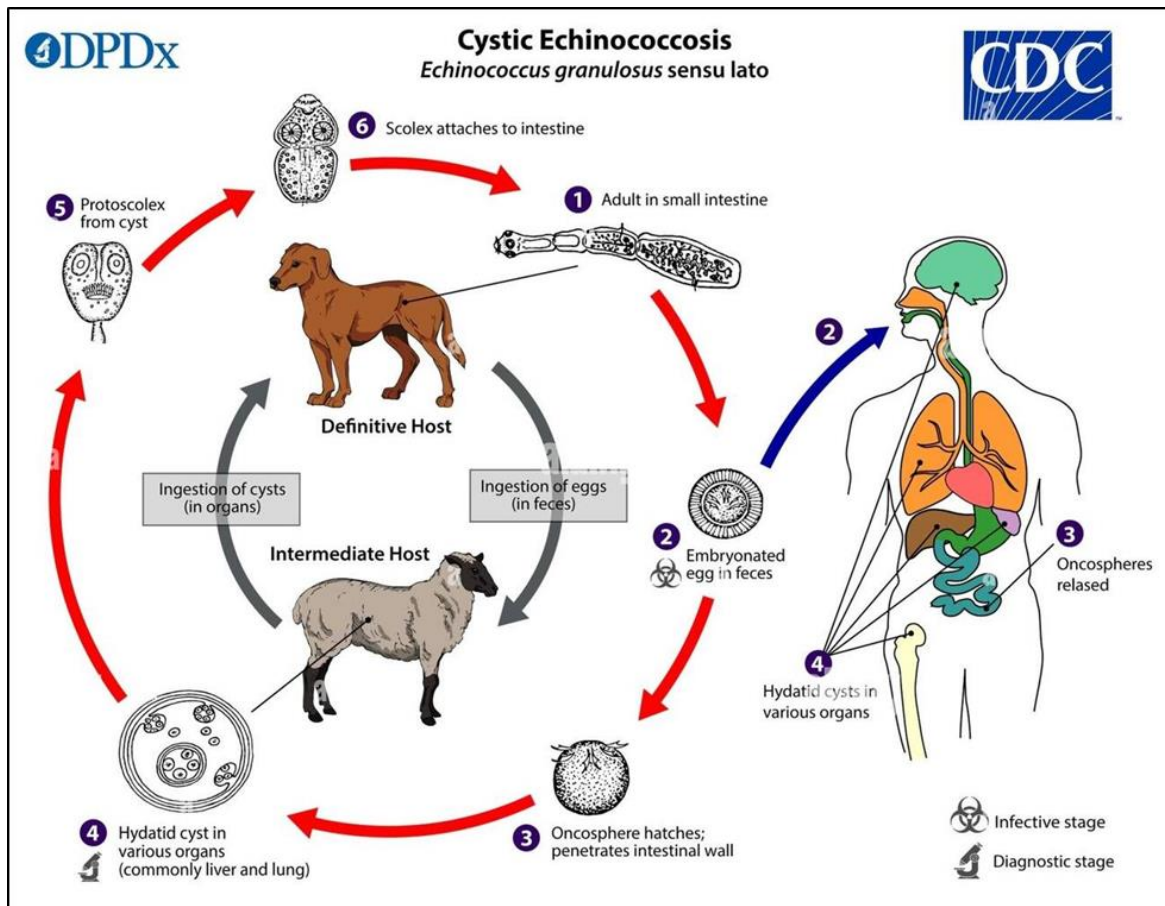 DPDx
Cystic Echinococcosis
Echinococcus granulosus sensu lato
CDC
6 Scolex attaches to intestine
5 Protoscolex
from cyst
1 Adult in small intestine
2
Definitive Host
Ingestion of cysts
(in organs)
Ingestion of eggs
(in feces)
Intermediate Host
2 Embryonated
egg in feces
3
Oncospheres
relased
4
Hydatid cysts in
various organs
4 Hydatid cyst in
various organs
(commonly liver and lung)
3 Oncosphere hatches;
penetrates intestinal wall
Infective stage
Diagnostic stage